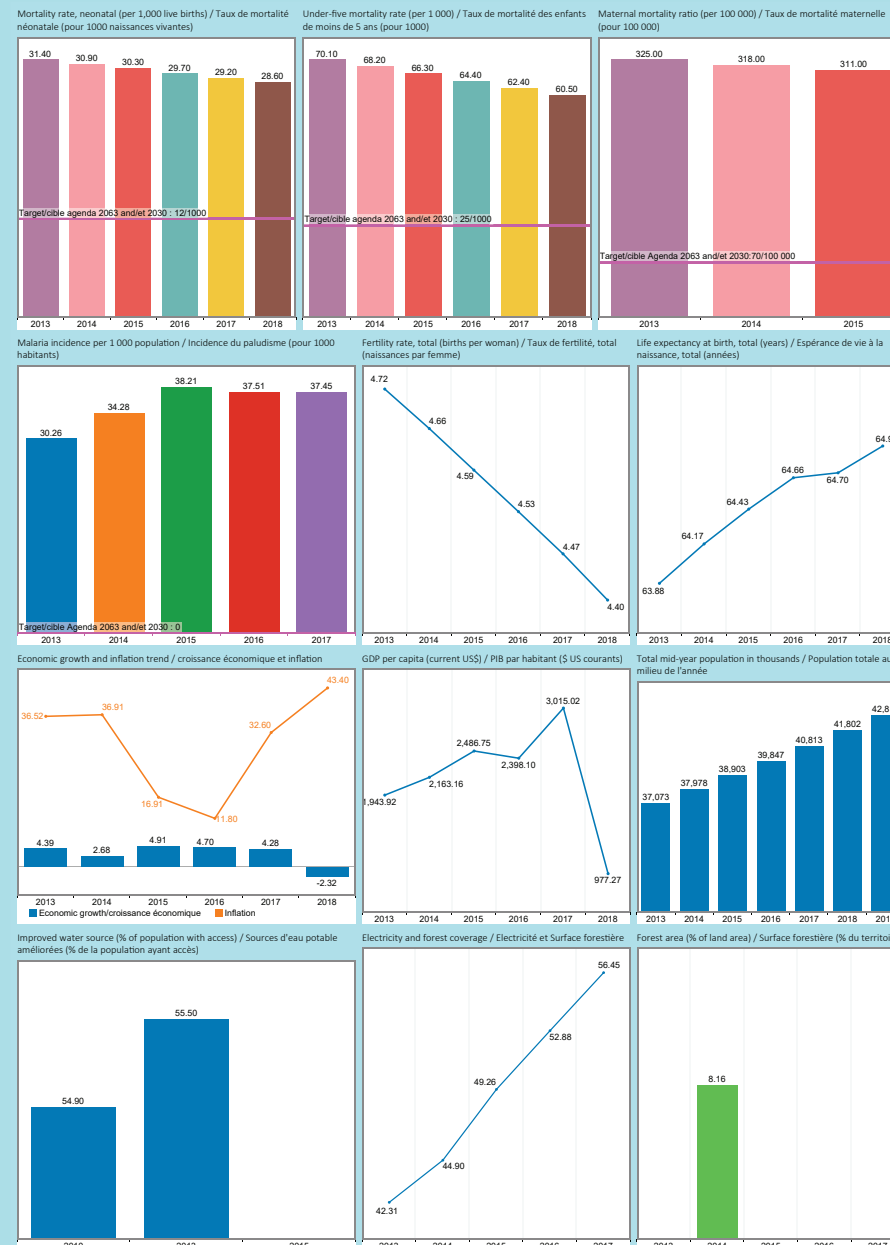 Mortality rate, neonatal (per 1,000 live births) / Taux de mortalité
néonatale (pour 1000 naissances vivantes)
31.40
30.90
30.30
29.70
29.20
28.60
Target/cible agenda 2063 and/et 2030 : 12/1000
2013 2014 2015 2016 2017 2018
Under-five mortality rate (per 1 000) / Taux de mortalité des enfants
de moins de 5 ans (pour 1000)
70.10
68.20
66.30
64.40
62.40
60.50
Target/cible agenda 2063 and/et 2030 : 25/1000
2013 2014 2015 2016 2017 2018
Maternal mortality ratio (per 100 000) / Taux de mortalité maternelle
(pour 100 000)
325.00
318.00
311.00
Target/cible Agenda 2063 and/et 2030:70/100 000
2013 2014 2015
Malaria incidence per 1 000 population / Incidence du paludisme (pour 1000
habitants)
30.26
34.28
38.21
37.51
37.45
Target/cible Agenda 2063 and/et 2030 : 0
2013 2014 2015 2016 2017
Fertility rate, total (births per woman) / Taux de fertilité, total
(naissances par femme)
4.72
4.66
4.59
4.53
4.47
4.40
2013 2014 2015 2016 2017 2018
Life expectancy at birth, total (years) / Espérance de vie à la
naissance, total (années)
63.88
64.17
64.43
64.66
64.70
64.9
2013 2014 2015 2016 2017 2018
Economic growth and inflation trend / croissance économique et inflation
36.52
36.91
16.91
11.80
32.60
43.40
4.39
2.68
4.91
4.70
4.28
-2.32
2013 2014 2015 2016 2017 2018
Economic growth/croissance économique Inflation
GDP per capita (current US$) / PIB par habitant ($ US courants)
1,943.92
2,163.16
2,486.75
2,398.10
3,015.02
977.27
2013 2014 2015 2016 2017 2018
Total mid-year population in thousands / Population totale au
milieu de l'année
37,073
37,978
38,903
39,847
40,813
41,802
42,8
2013 2014 2015 2016 2017 2018 201
Improved water source (% of population with access) / Sources d'eau potable
améliorées (% de la population ayant accès)
54.90
55.50
Electricity and forest coverage / Electricité et Surface forestière
42.31
44.90
49.26
52.88
56.45
2013 2014 2015 2016 2017
Forest area (% of land area) / Surface forestière (% du territoi
8.16
2013 2014 2015 2016 2017